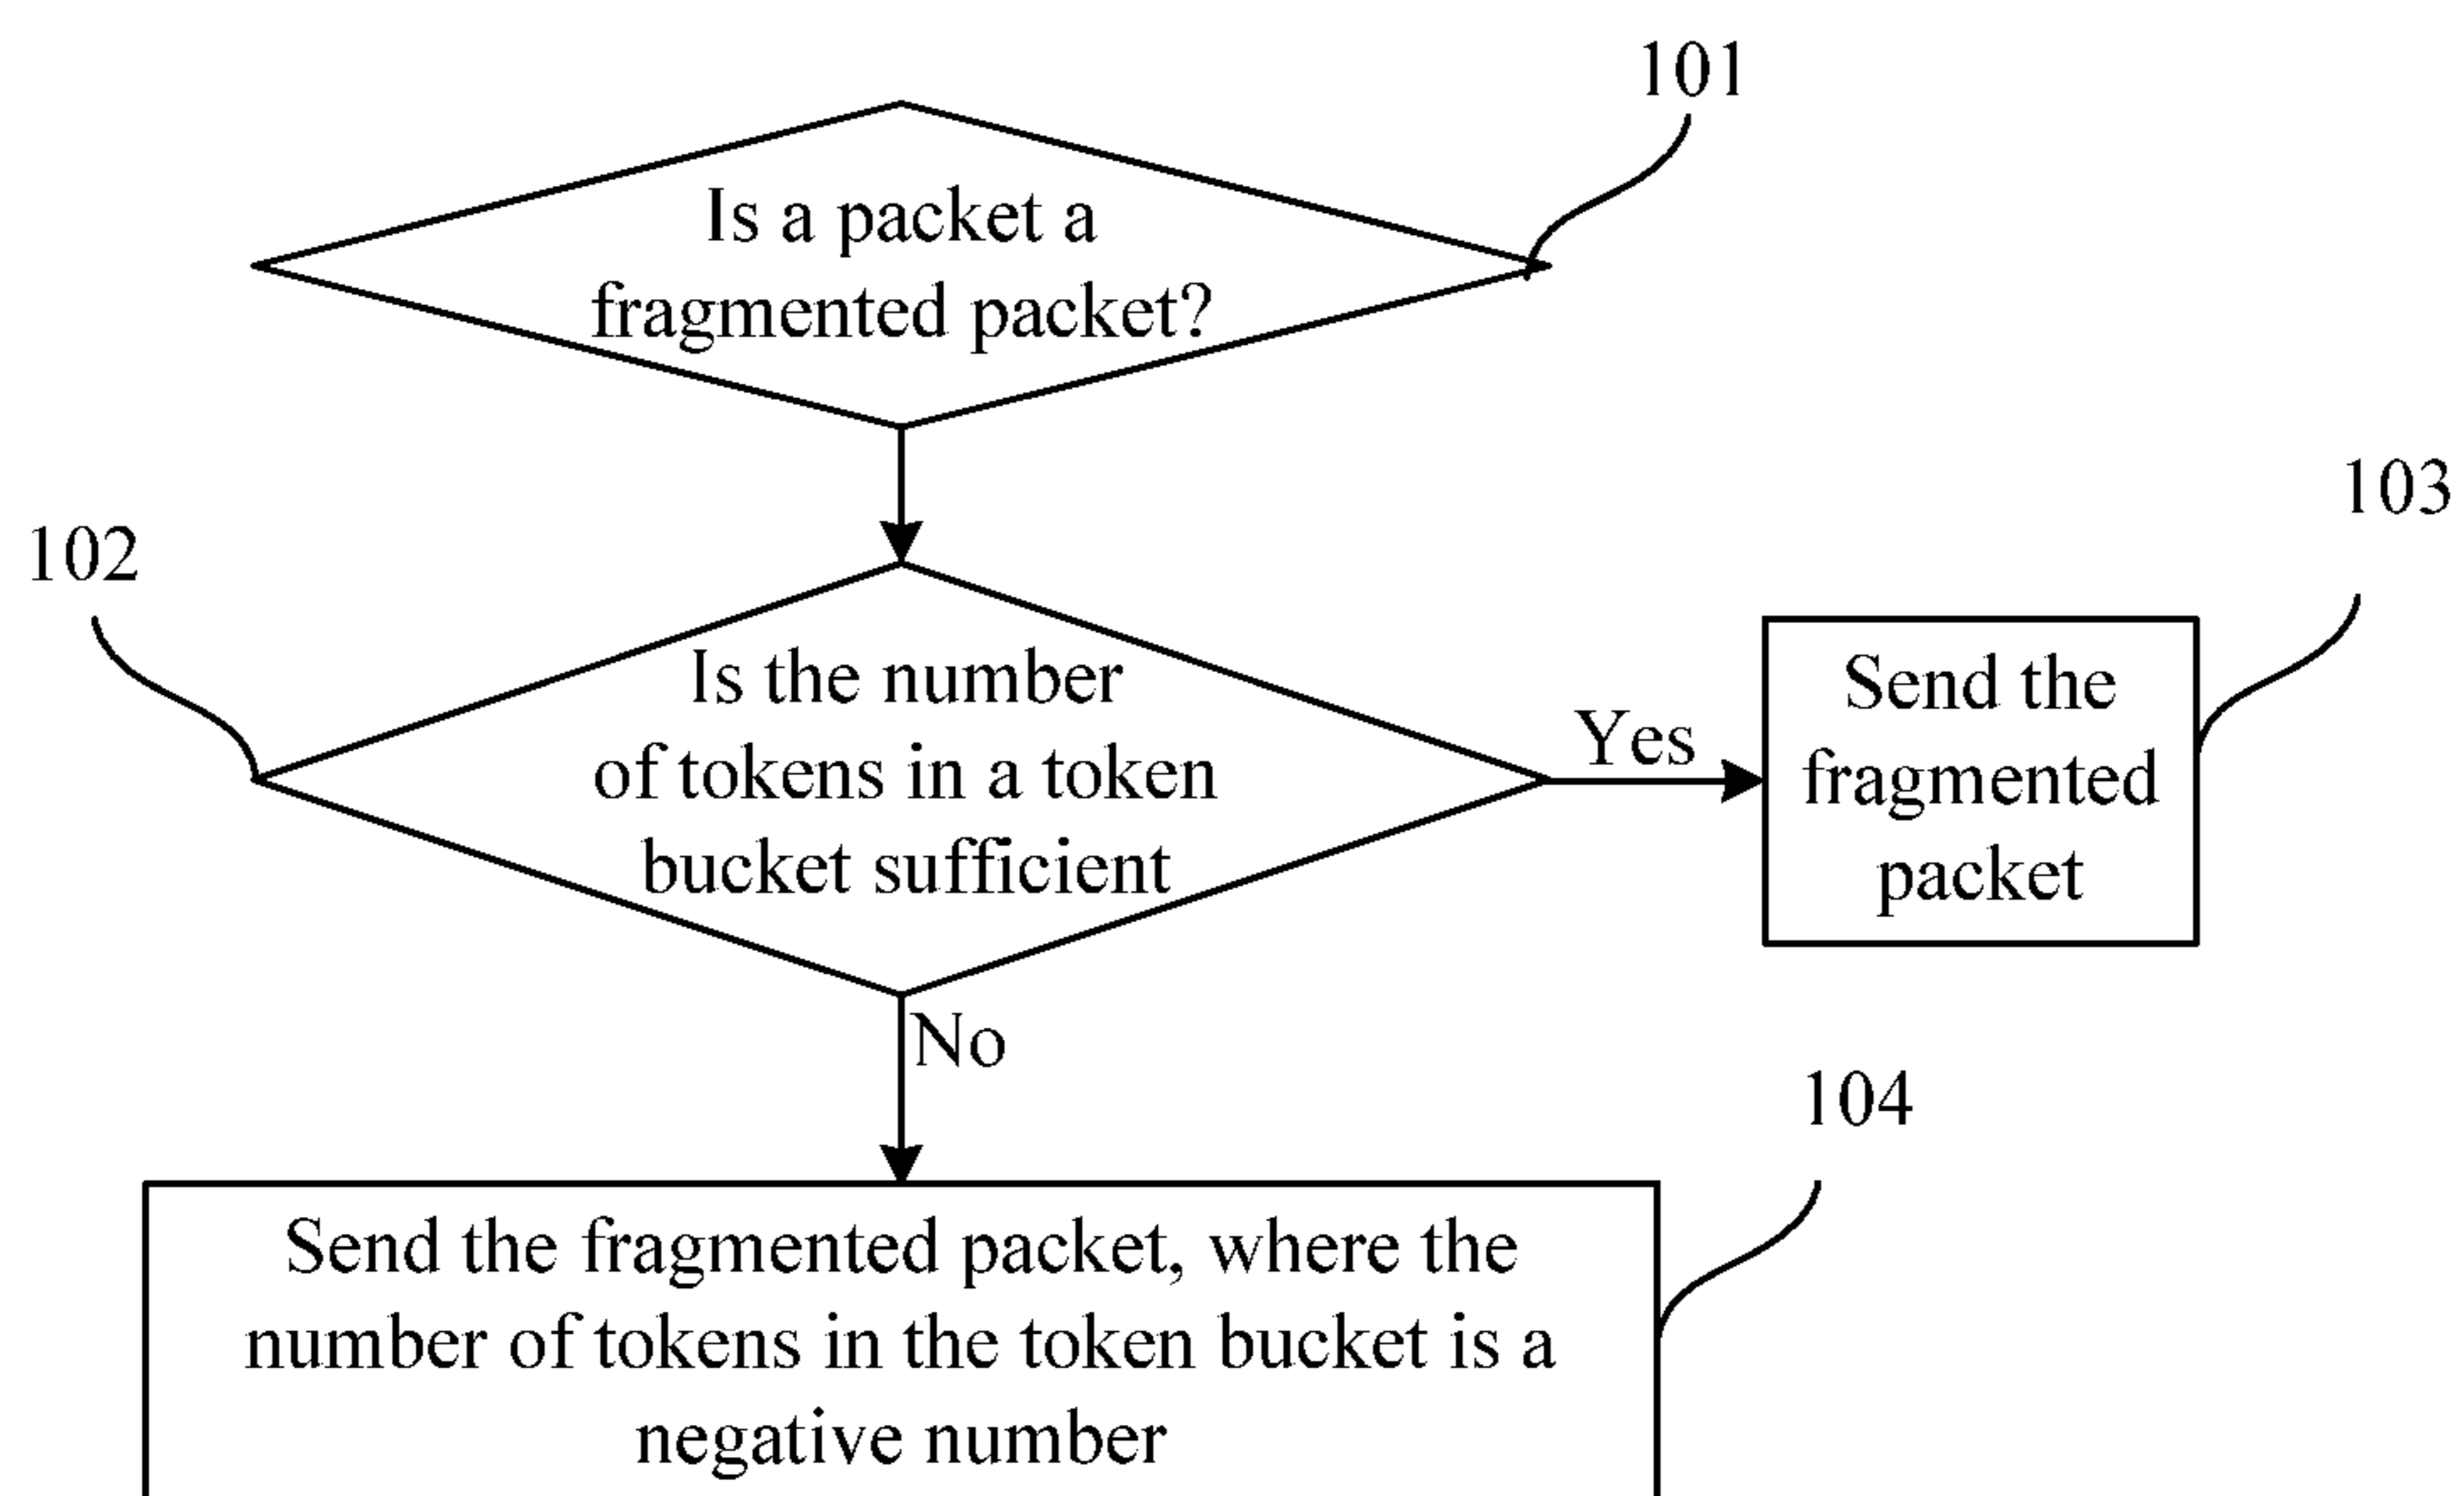 101
Is a packet a
fragmented packet?
102
103
Is the number
of tokens in a token
bucket sufficient
Yes
Send the
fragmented
packet
No
104
Send the fragmented packet, where the
number of tokens in the token bucket is a
negative number